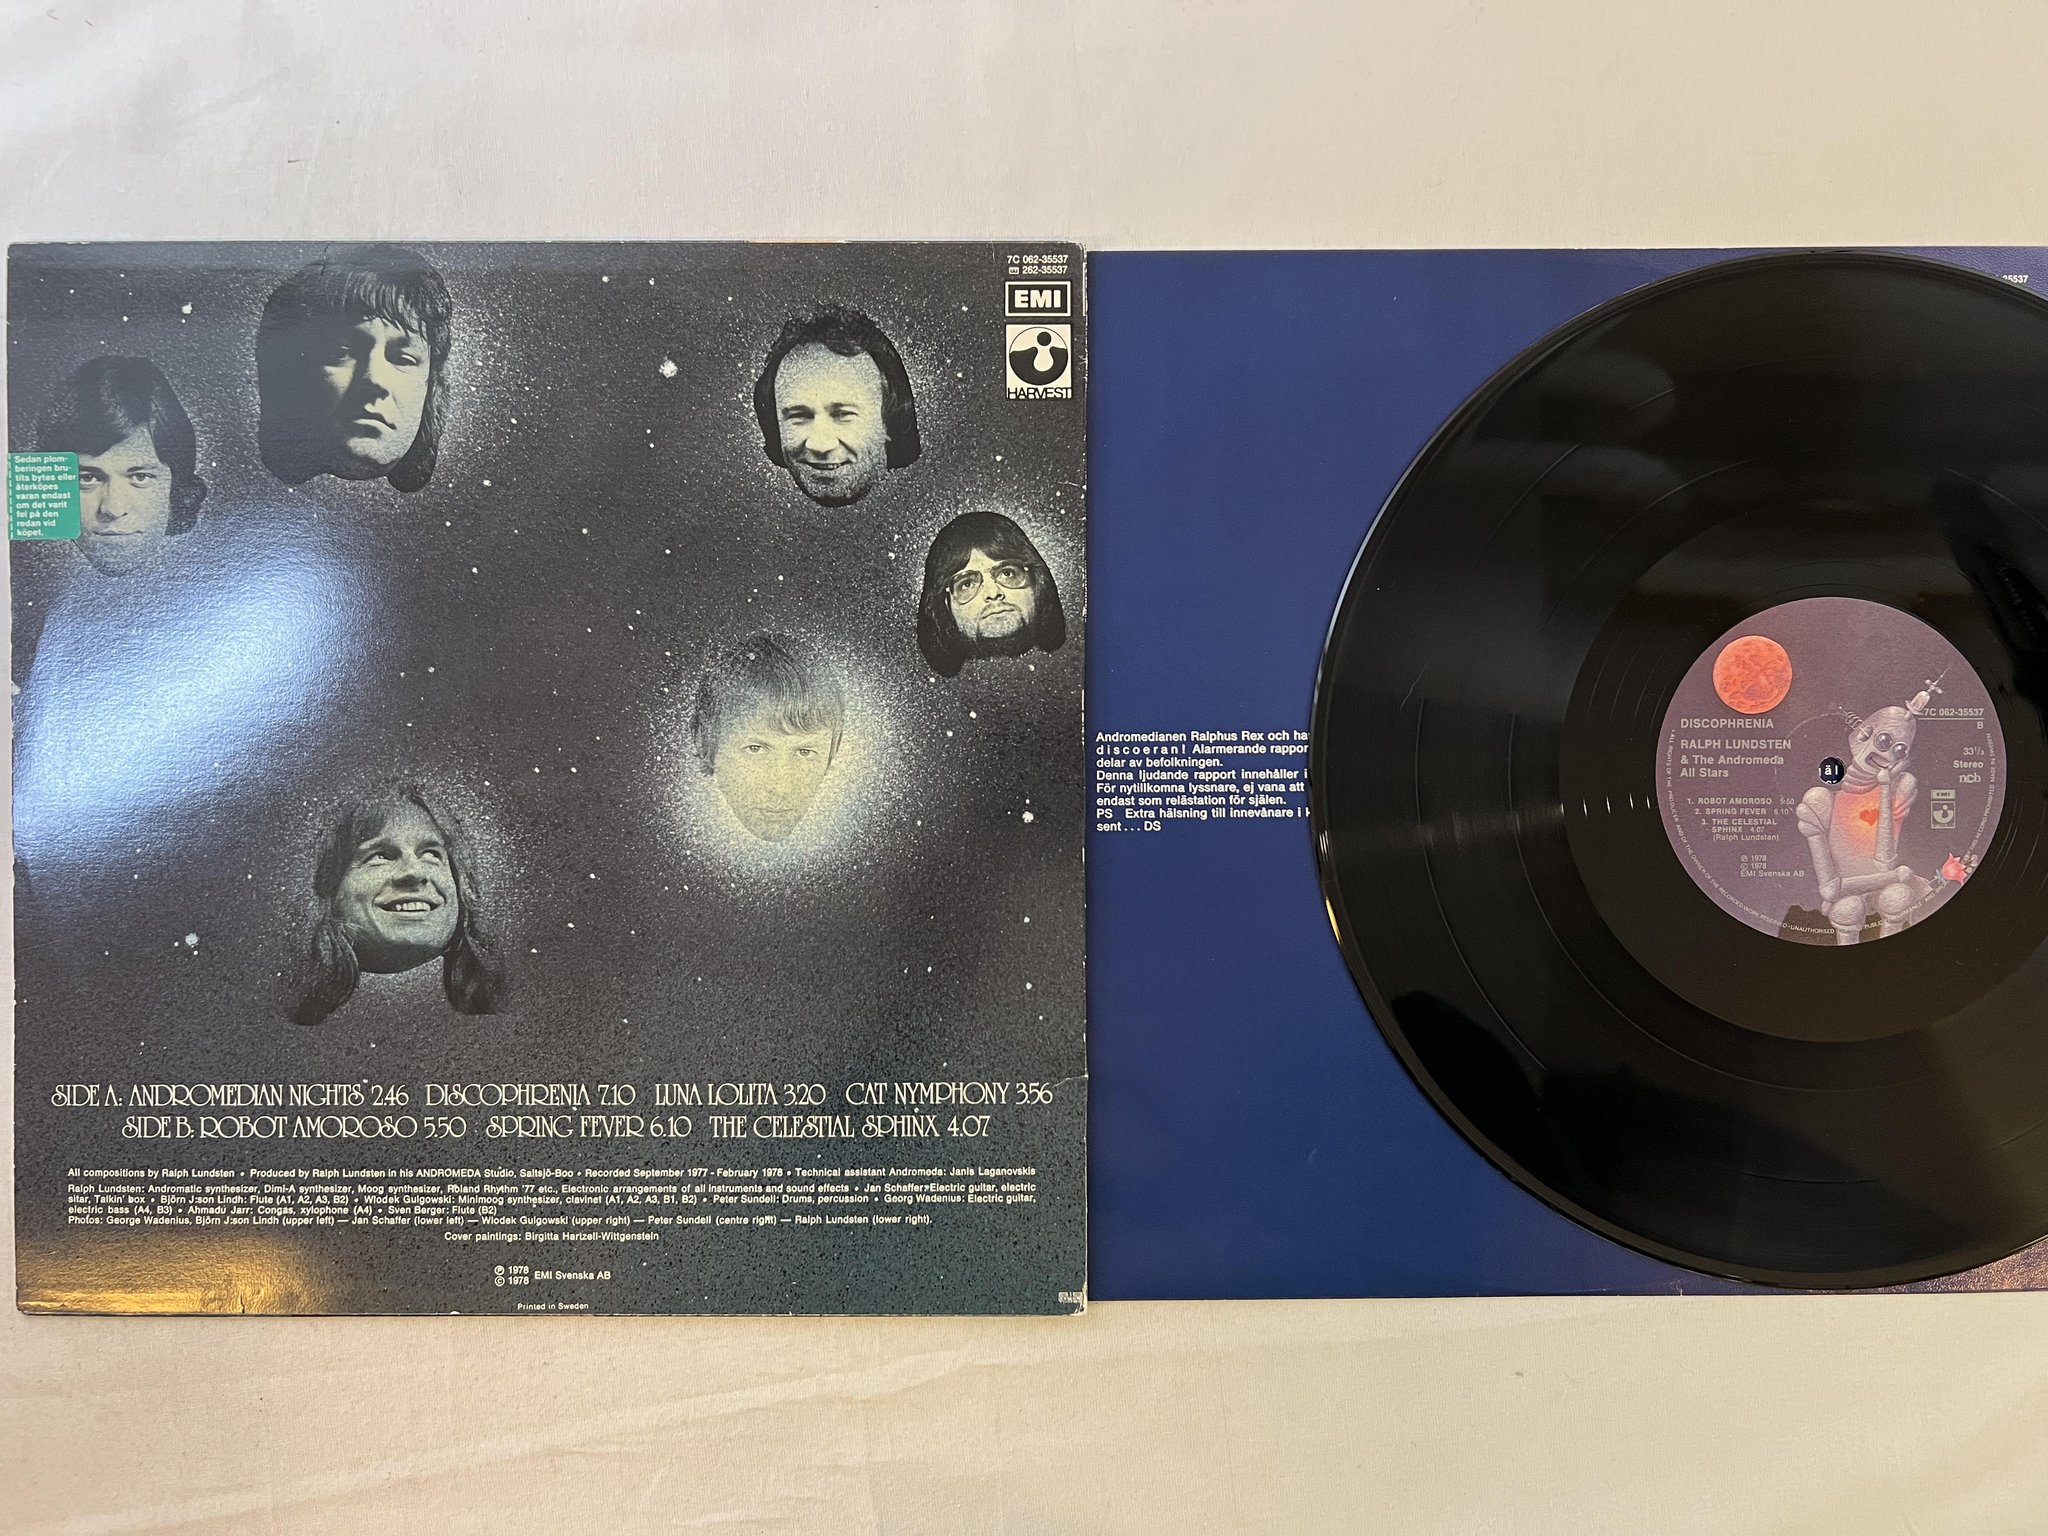 7C 062-35537
262-35537
EMI
HARVEST
Sedan plom-
beringen bru-
tits bytes eller
återköpes
varan endast
om det varit
fel på den
redan vid
köpet.
SIDE A: ANDROMEDIAN NIGHTS 2.46 DISCOPHRENIA 7.10 LUNA LOLITA 3.20 CAT NYMPHONY 3.56
SIDE B: ROBOT AMOROSO 5.50 SPRING FEVER 6.10 THE CELESTIAL SPHINX 4.07
All compositions by Ralph Lundsten • Produced by Ralph Lundsten in his ANDROMEDA Studio, Saltsjö-Boo • Recorded September 1977 - February 1978 • Technical assistant Andromeda: Janis Laganovskis
Ralph Lundsten: Andromatic synthesizer, Dimi-A synthesizer, Moog synthesizer, Roland Rhythm '77 etc., Electronic arrangements of all instruments and sound effects • Jan Schaffer: Electric guitar, electric
sitar, Talkin' box • Björn J:son Lindh: Flute (A1, A2, A3, B2) • Wlodek Gulgowski: Minimoog synthesizer, clavinet (A1, A2, A3, B1, B2) • Peter Sundell: Drums, percussion • Georg Wadenius: Electric guitar,
electric bass (A4, B3) • Ahmadu Jarr: Congas, xylophone (A4) • Sven Berger: Flute (B2)
Photos: George Wadenius, Björn J:son Lindh (upper left) — Jan Schaffer (lower left) — Wlodek Gulgowski (upper right) — Peter Sundell (centre right) — Ralph Lundsten (lower right).
Cover paintings: Birgitta Hartzell-Wittgenstein
Ⓟ 1978
© 1978 EMI Svenska AB
Printed in Sweden
35537
Andromedianen Ralphus Rex och ha
discoeran! Alarmerande rappor
delar av befolkningen.
Denna ljudande rapport innehåller i
För nytillkomna lyssnare, ej vana att
endast som relästation för själen.
PS Extra hälsning till innevånare i
sent... DS
DISCOPHRENIA
RALPH LUNDSTEN
& The Andromeda
All Stars
7C 062-35537
B
33 1/3
Stereo
ncb
1. ROBOT AMOROSO 5.50
2. SPRING FEVER 6.10
3. THE CELESTIAL
SPHINX 4.07
(Ralph Lundsten)
Ⓟ 1978
© 1978
EMI Svenska AB
MADE IN SWEDEN